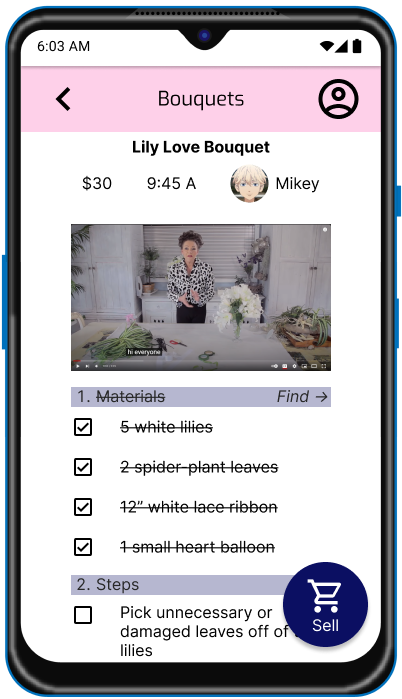 6:03 AM
Bouquets
Lily Love Bouquet
$30 9:45 A Mikey
hi everyone
1. Materials Find →
5 white lilies
2 spider-plant leaves
12” white lace ribbon
1 small heart balloon
2. Steps
Pick unnecessary or
damaged leaves off of
lilies
Sell